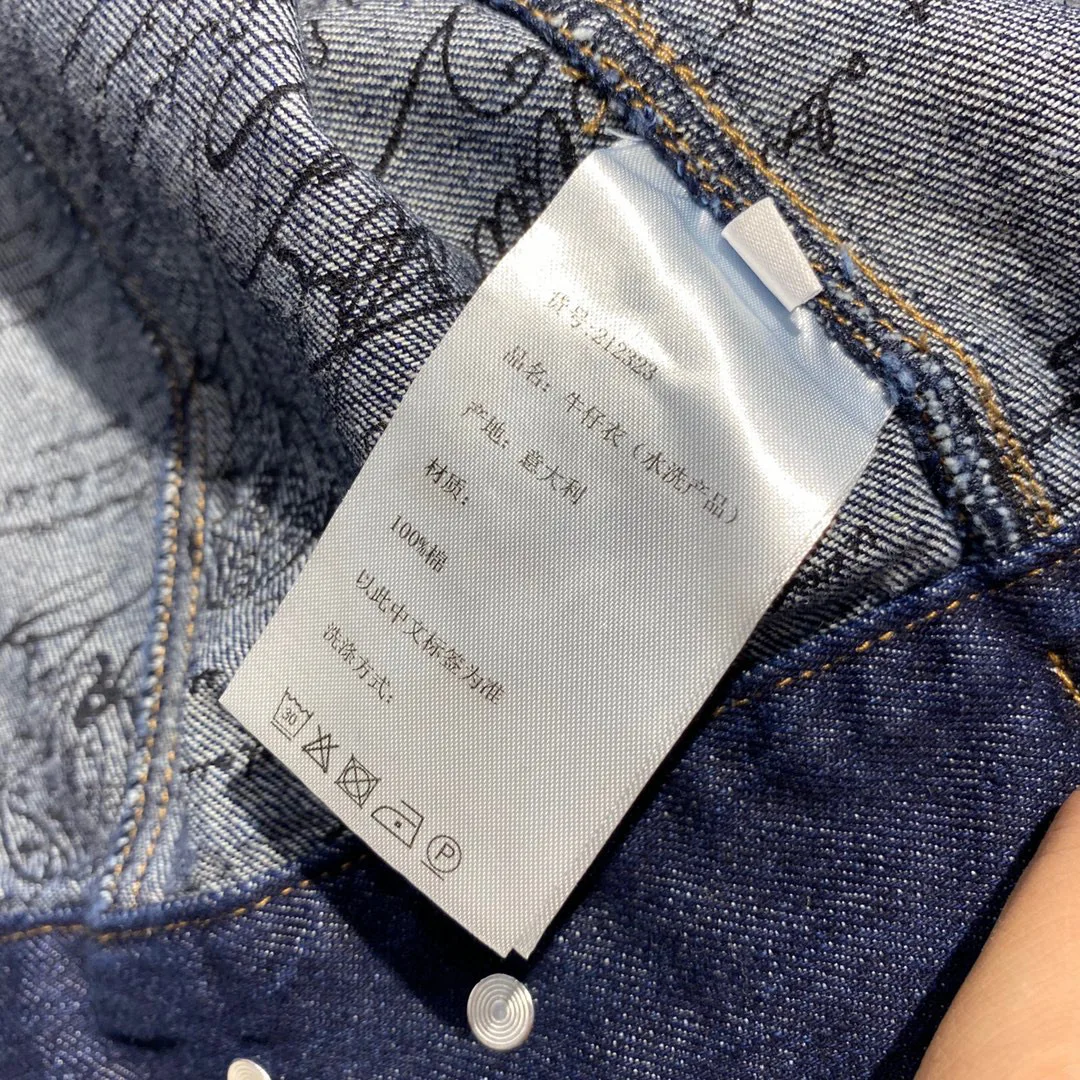 货号:212323
品名：牛仔衣（水洗产品）
产地：意大利
材质：
100%棉
以此中文标签为准
洗涤方式：
30
P